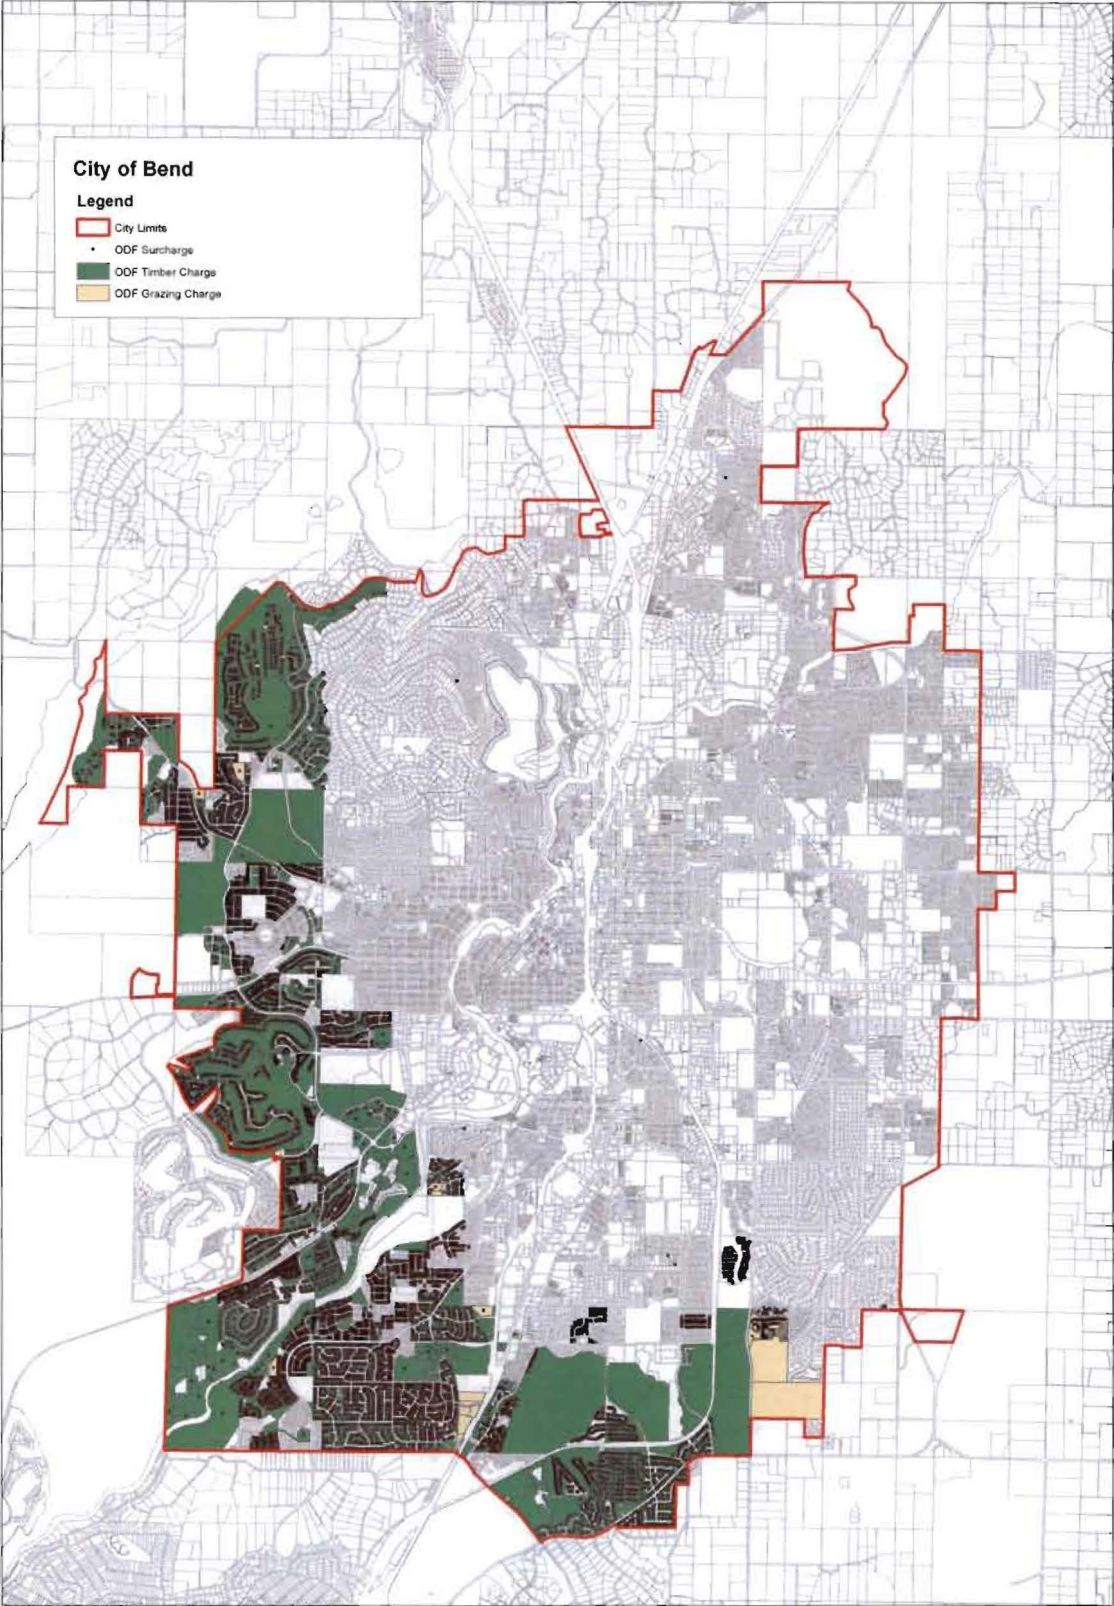 City of Bend
Legend
City Limits
ODF Surcharge
ODF Timber Charge
ODF Grazing Charge